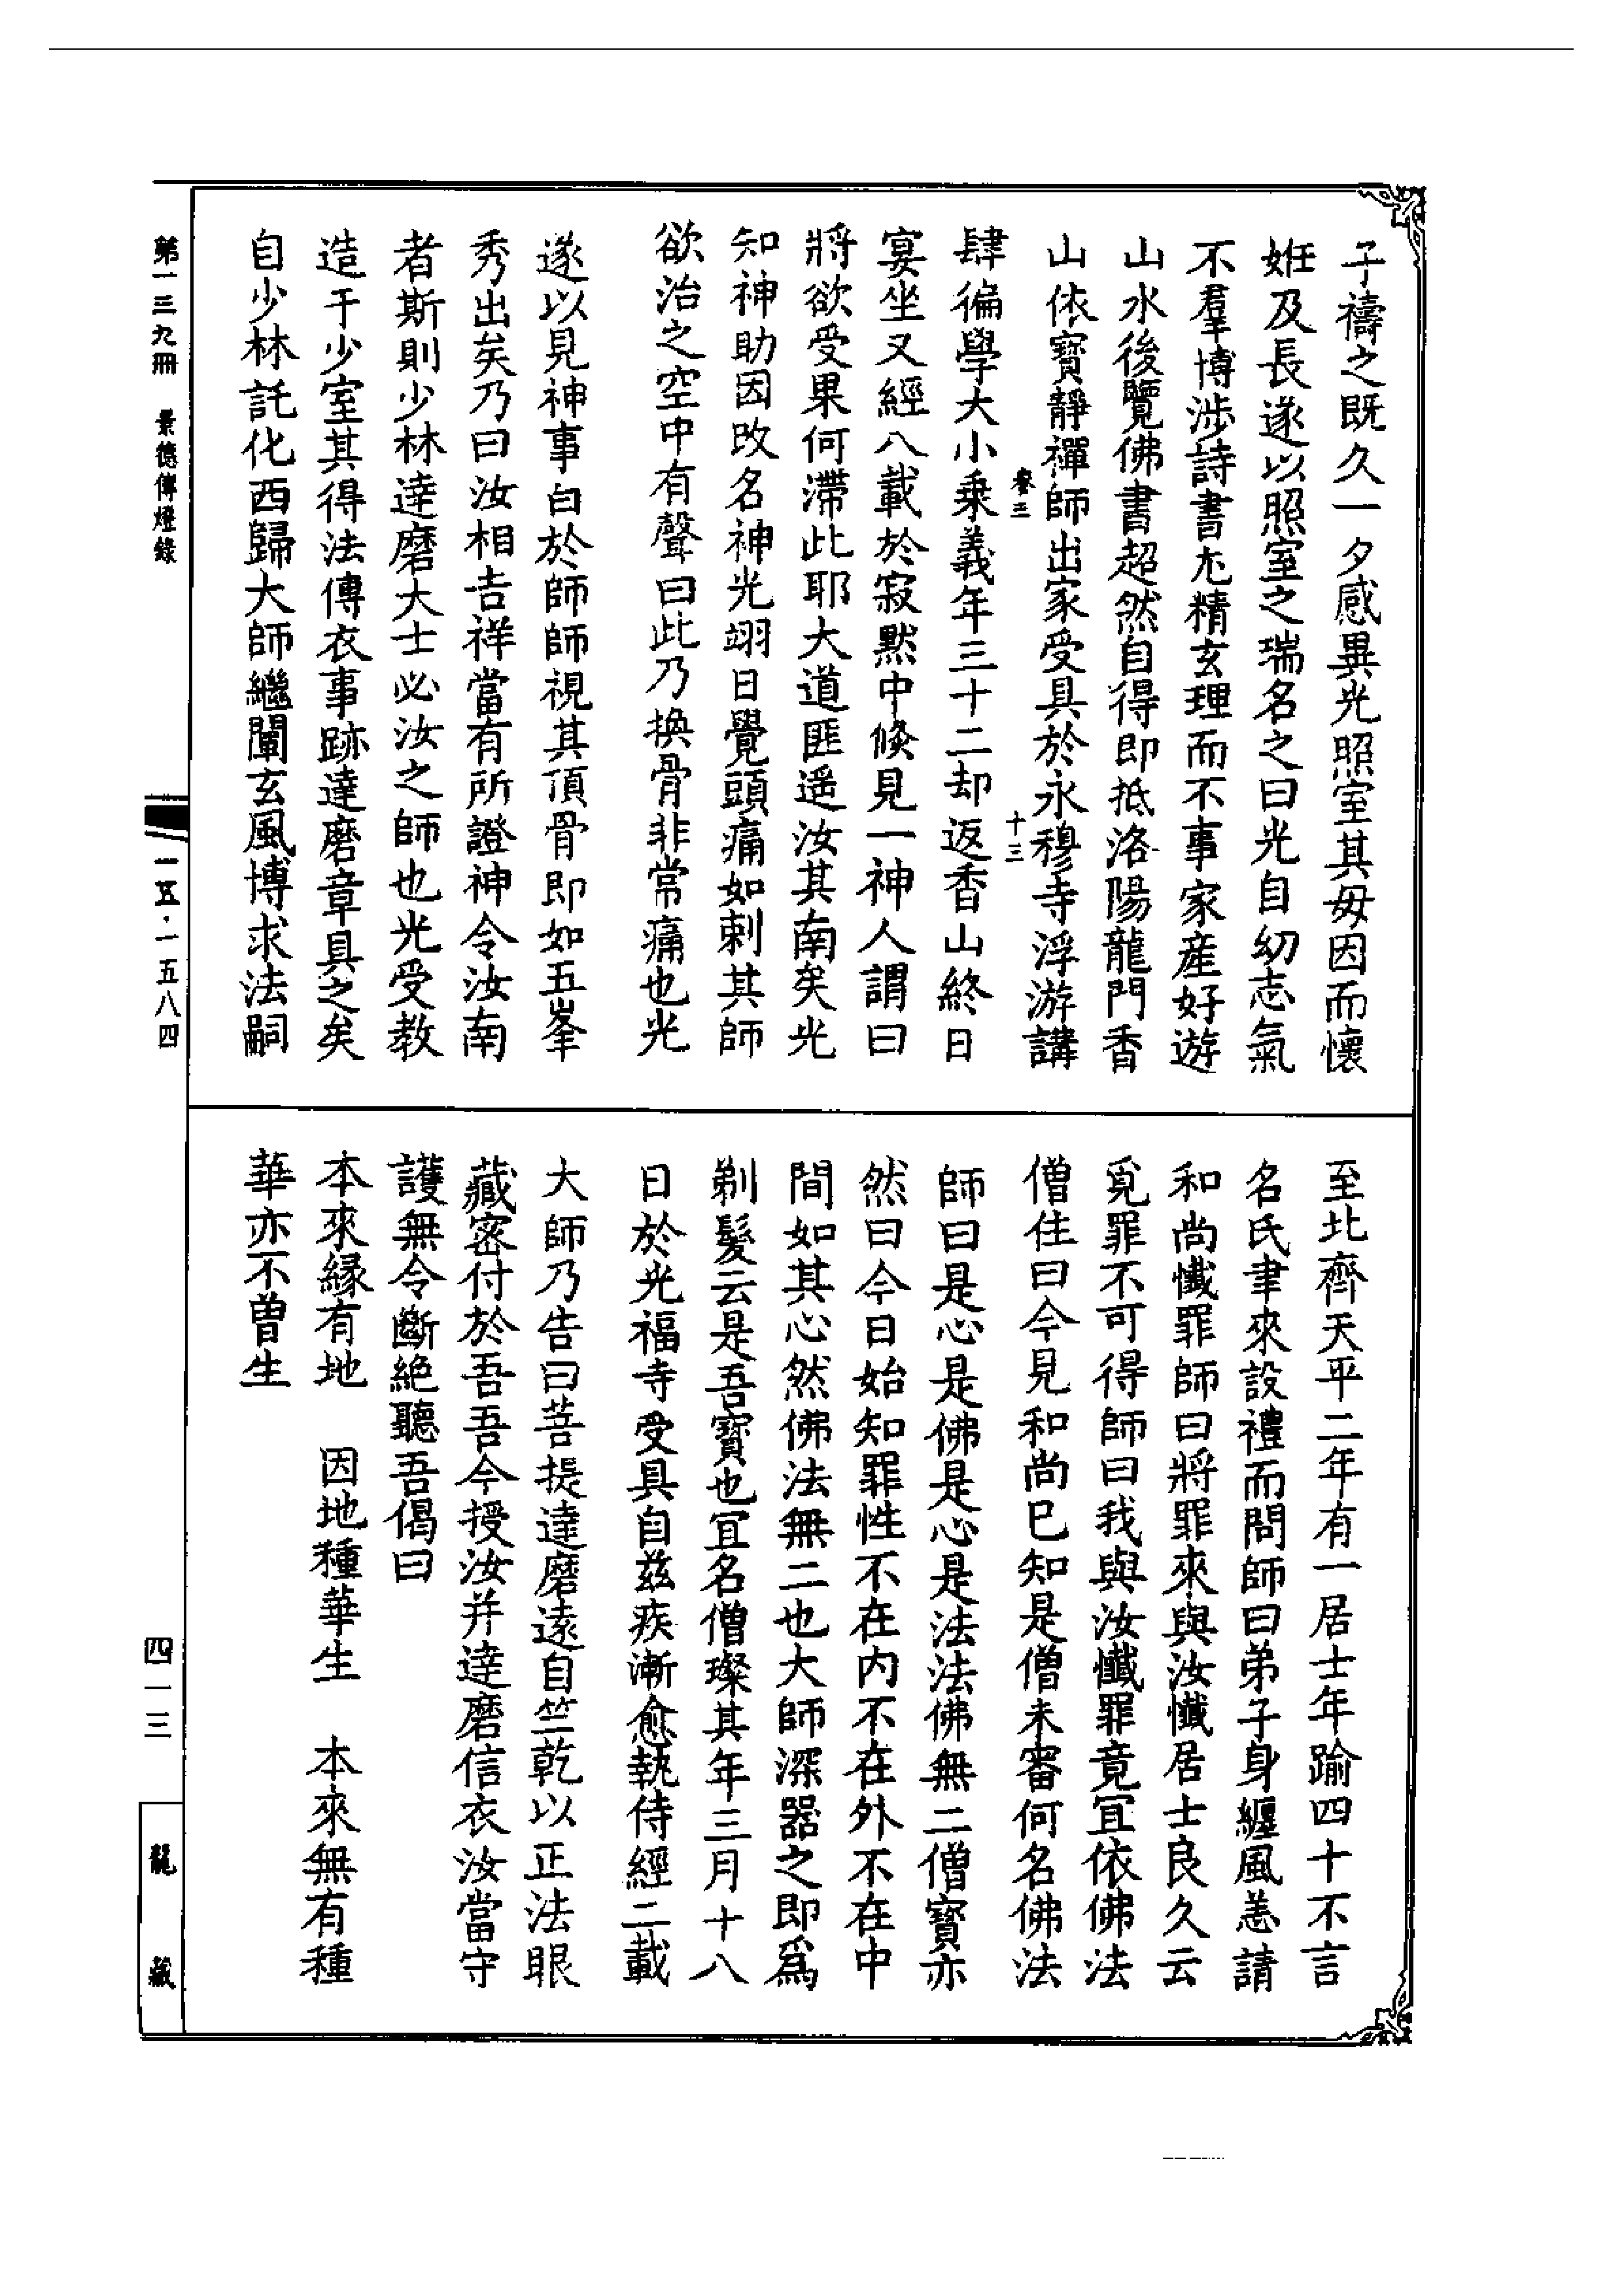 子禱之既久一夕感異光照室其毋因而懷
姙及長遂以照室之瑞名之曰光自幼志氣
不羣博涉詩書尤精玄理而不事家產好遊
山水後覽佛書超然自得即抵洛陽龍門香
山依寶靜禪師出家受具於永穆寺浮游講
卷三
十三
肆徧學大小乘義年三十二却返香山終日
宴坐又經八載於寂默中倐見一神人謂曰
將欲受果何滯此耶大道匪遥汝其南矣光
知神助因改名神光翊日覺頭痛如刺其師
欲治之空中有聲曰此乃換骨非常痛也光
遂以見神事白於師師視其頂骨即如五峯
秀出矣乃曰汝相吉祥當有所證神令汝南
者斯則少林達磨大士必汝之師也光受教
造于少室其得法傳衣事跡達磨章具之矣
自少林託化西歸大師繼闡玄風博求法嗣
至北齊天平二年有一居士年踰四十不言
名氏聿來設禮而問師曰弟子身纏風恙請
和尚懺罪師曰將罪來與汝懺居士良久云
覓罪不可得師曰我與汝懺罪竟宜依佛法
僧住曰今見和尚已知是僧未審何名佛法
師曰是心是佛是心是法法佛無二僧寶亦
然曰今日始知罪性不在内不在外不在中
間如其心然佛法無二也大師深器之即爲
剃髮云是吾寶也宜名僧璨其年三月十八
日於光福寺受具自兹疾漸愈執侍經二載
大師乃告曰菩提達磨遠自竺乾以正法眼
藏密付於吾吾今授汝并達磨信衣汝當守
護無令斷絶聽吾偈曰
本來緣有地　因地種華生　本來無有種
華亦不曽生
第一三九冊　景德傳燈錄
一五·一五八四
四一三
龍藏